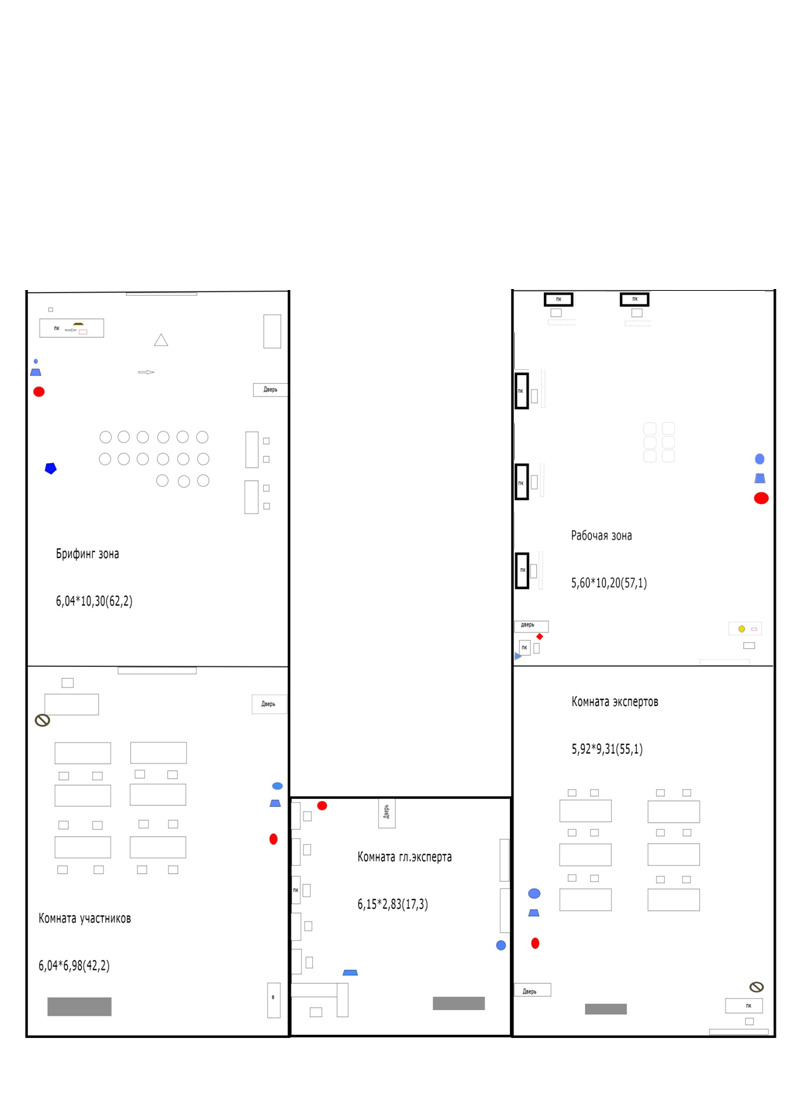 пк
Дверь
Брифинг зона
6,04*10,30(62,2)
пк
пк
пк
пк
пк
Рабочая зона
5,60*10,20(57,1)
дверь
пк
Дверь
Комната участников
6,04*6,98(42,2)
в
Дверь
Комната гл.эксперта
пк
6,15*2,83(17,3)
Комната экспертов
5,92*9,31(55,1)
Дверь
пк